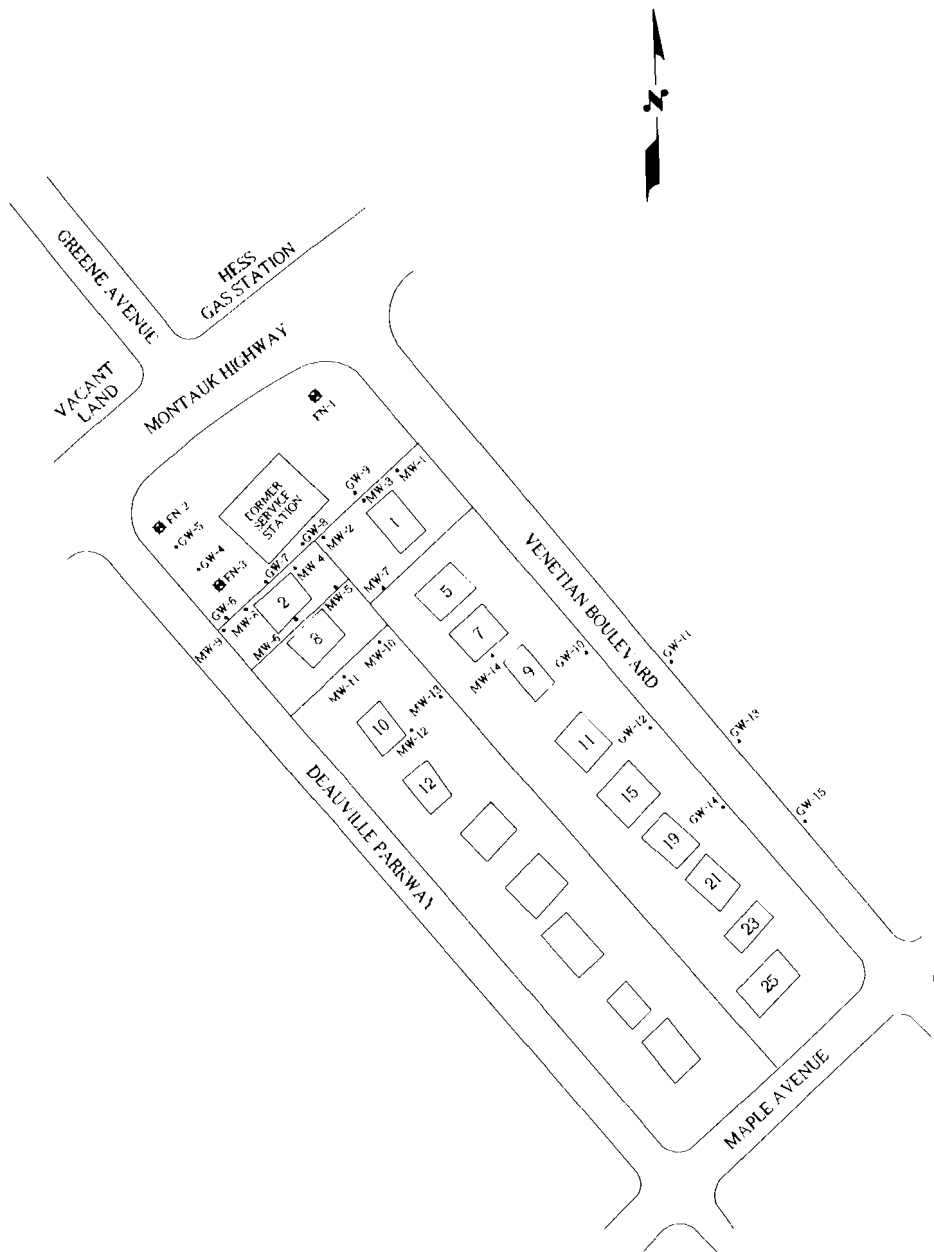 N
GREENE AVENUE
HESS
GAS STATION
VACANT
LAND
MONTAUK HIGHWAY
FN-1
FN-2
GW-5
GW-4
FN-3
FORMER
SERVICE
STATION
GW-9
MW-3
MW-1
GW-8
MW-2
GW-7
MW-4
GW-6
MW-8
MW-9
MW-6
MW-5
MW-7
1
2
8
5
7
9
MW-14
GW-10
VENETIAN BOULEVARD
GW-11
MW-10
MW-11
MW-13
10
MW-12
12
11
GW-12
GW-13
15
GW-14
GW-15
19
21
23
25
DEAUVILLE PARKWAY
MAPLE AVENUE